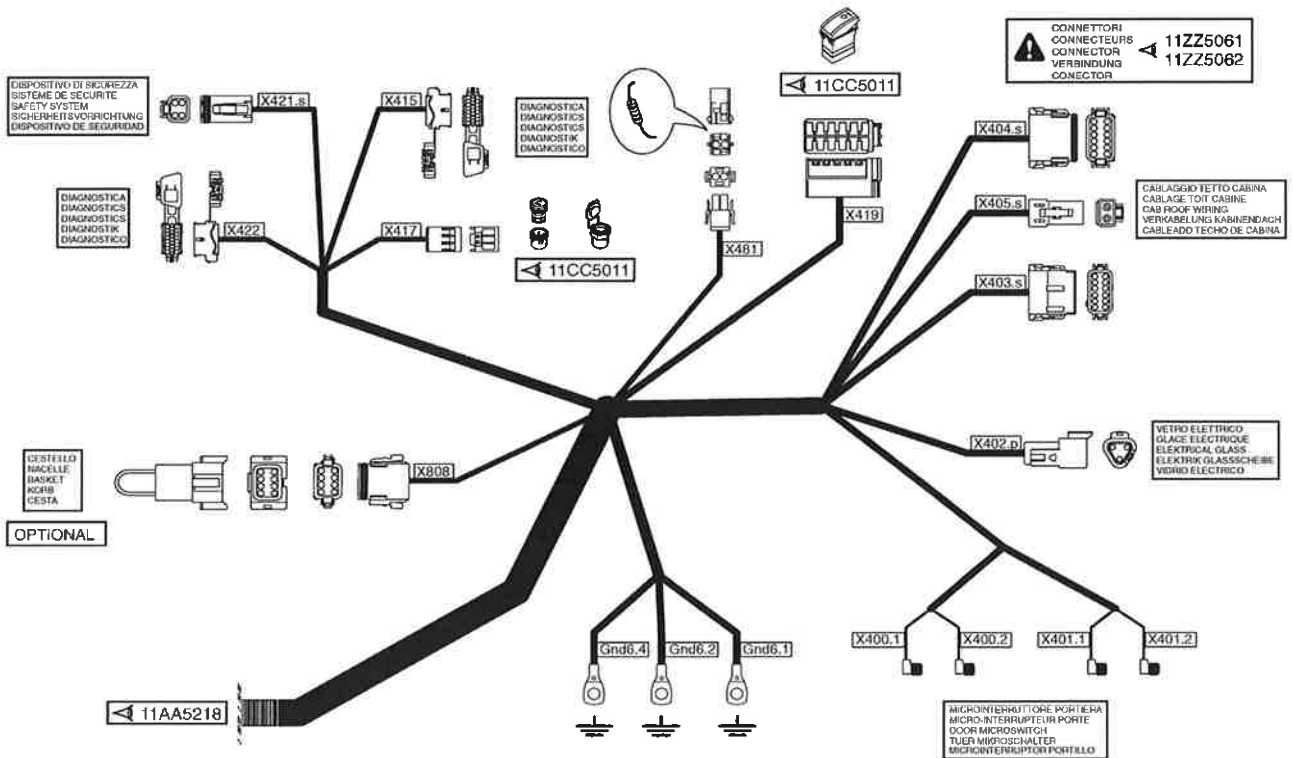 CONNETTORI
CONNECTEURS
CONNECTOR
VERBINDUNG
CONECTOR
11ZZ5061
11ZZ5062
11CC5011
DISPOSITIVO DI SICUREZZA
SISTEME DE SECURITE
SAFETY SYSTEM
SICHERHEITSVORRICHTUNG
DISPOSITIVO DE SEGURIDAD
X421.s
X415
DIAGNOSTICA
DIAGNOSTICS
DIAGNOSTICS
DIAGNOSTIK
DIAGNOSTICO
X404.s
DIAGNOSTICA
DIAGNOSTICS
DIAGNOSTICS
DIAGNOSTIK
DIAGNOSTICO
X422
X417
11CC5011
X481
X419
X405.s
CABLAGGIO TETTO CABINA
CABLAGE TOIT CABINE
CAB ROOF WIRING
VERKABELUNG KABINENDACH
CABLEADO TECHO DE CABINA
X403.s
CESTELLO
NACELLE
BASKET
KORB
CESTA
OPTIONAL
X808
X402.p
VETRO ELETTRICO
GLACE ELECTRIQUE
ELEKTRICAL GLASS
ELEKTRIK GLASSSCHEIBE
VIDRIO ELECTRICO
Gnd6.4
Gnd6.2
Gnd6.1
X400.1
X400.2
X401.1
X401.2
11AA5218
MICROINTERRUTTORE PORTIERA
MICRO-INTERRUPTEUR PORTE
DOOR MICROSWITCH
TUER MIKROSCHALTER
MICROINTERRUPTOR PORTILLO